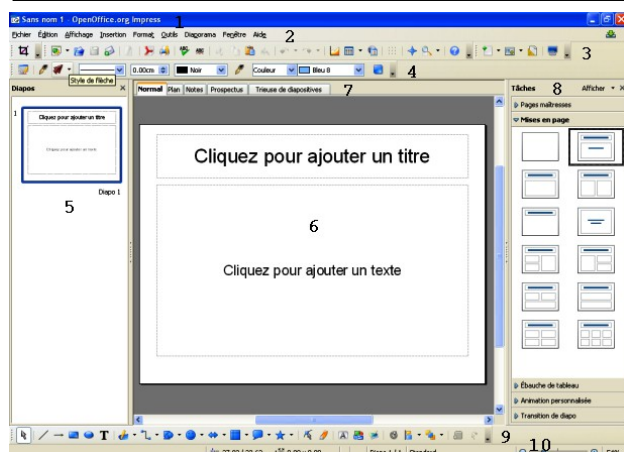 Sans nom 1 - OpenOffice.org Impress 1
Fichier Édition Affichage Insertion Format Outils Diaporama Fenêtre Aide 2
3
0.00cm Noir Couleur Bleu 8 4
Style de flèche
Diapos
Normal Plan Notes Prospectus Trieuse de diapositives 7
Tâches 8 Afficher
Pages maîtresses
Mises en page
1
Cliquez pour ajouter un titre
Cliquez pour ajouter un texte
Diapo 1
5
Cliquez pour ajouter un titre
6
Cliquez pour ajouter un texte
Ébauche de tableau
Animation personnalisée
Transition de diapo
T A 9
10